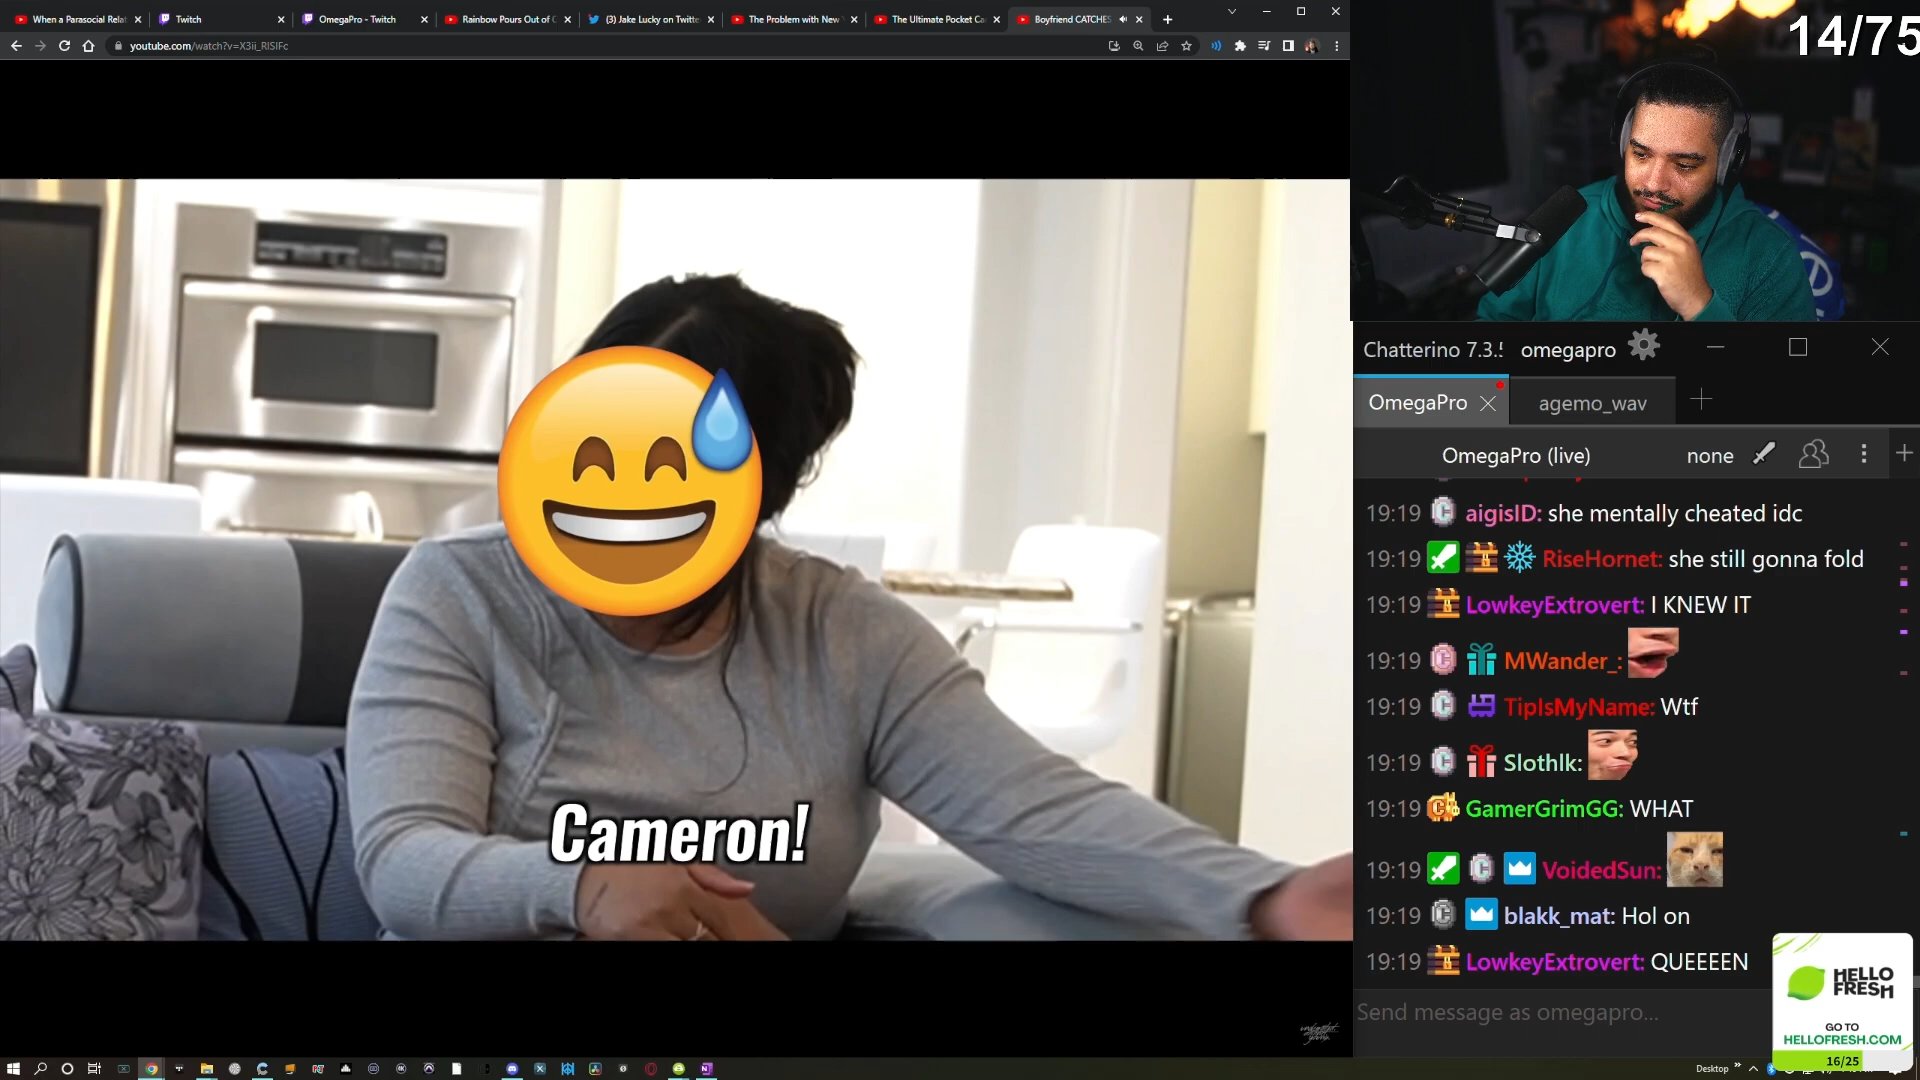 When a Parasocial Relat
Twitch
OmegaPro - Twitch
Rainbow Pours Out of C
(3) Jake Lucky on Twitte
The Problem with New Y
The Ultimate Pocket Ca
Boyfriend CATCHES
youtube.com/watch?v=X3ii_RISIFc
14/75
Cameron!
Chatterino 7.3.5
omegapro
OmegaPro
agemo_wav
OmegaPro (live)
none
19:19 aigisID: she mentally cheated idc
19:19 RiseHornet: she still gonna fold
19:19 LowkeyExtrovert: I KNEW IT
19:19 MWander_:
19:19 TipIsMyName: Wtf
19:19 Slothlk:
19:19 GamerGrimGG: WHAT
19:19 VoidedSun:
19:19 blakk_mat: Hol on
19:19 LowkeyExtrovert: QUEEEEN
Send message as omegapro...
HELLO
FRESH
GO TO
HELLOFRESH.COM
16/25
Desktop